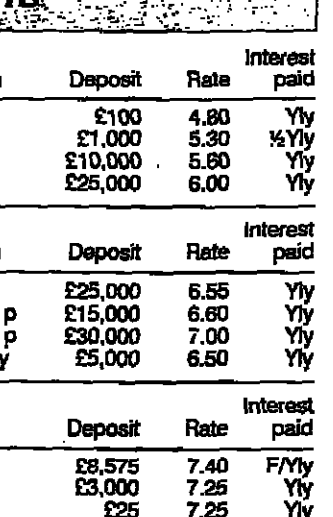 Interest
Deposit Rate paid
£100 4.80 Yly
£1,000 5.30 ½Yly
£10,000 5.60 Yly
£25,000 6.00 Yly
Interest
Deposit Rate paid
£25,000 6.55 Yly
p £15,000 6.60 Yly
p £30,000 7.00 Yly
y £5,000 6.50 Yly
Interest
Deposit Rate paid
£8,575 7.40 F/Yly
£3,000 7.25 Yly
£25 7.25 Yly